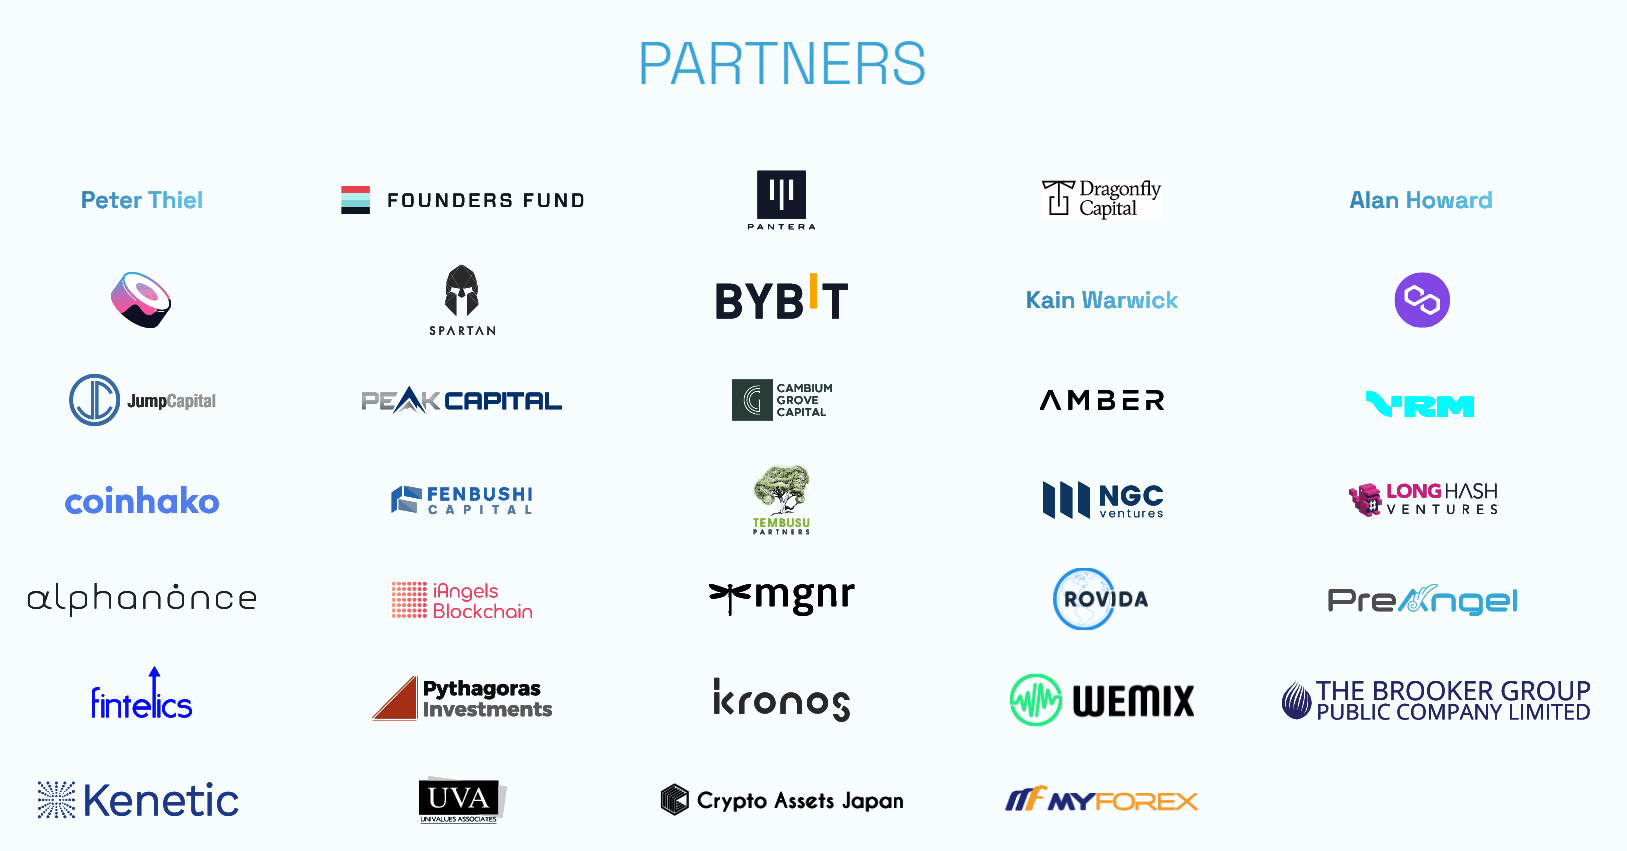 PARTNERS
Peter Thiel
FOUNDERS FUND
PANTERA
Dragonfly
Capital
Alan Howard
SPARTAN
BYBIT
Kain Warwick
JumpCapital
PEAK CAPITAL
CAMBIUM
GROVE
CAPITAL
AMBER
VRM
coinhako
FENBUSHI
CAPITAL
TEMBUSU
PARTNERS
NGC
ventures
LONGHASH
VENTURES
alphanonce
iAngels
Blockchain
mgnr
ROVIDA
PreAngel
fintelics
Pythagoras
Investments
kronos
WEMIX
THE BROOKER GROUP
PUBLIC COMPANY LIMITED
Kenetic
UVA
UNIVALUES ASSOCIATES
Crypto Assets Japan
MYFOREX